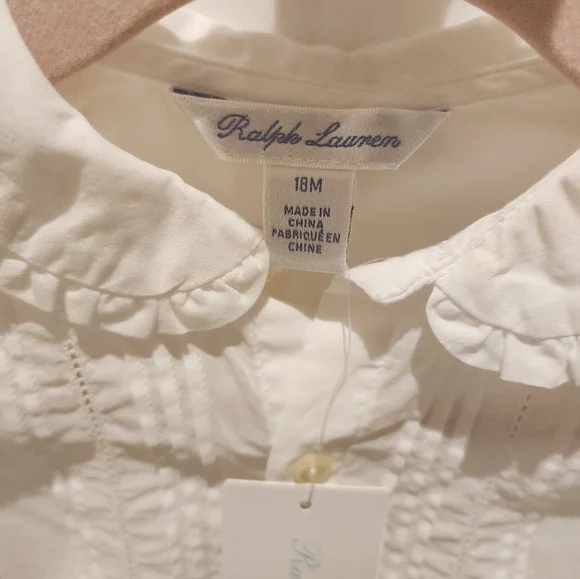 Ralph Lauren
18M
MADE IN
CHINA
FABRIQUÉ EN
CHINE